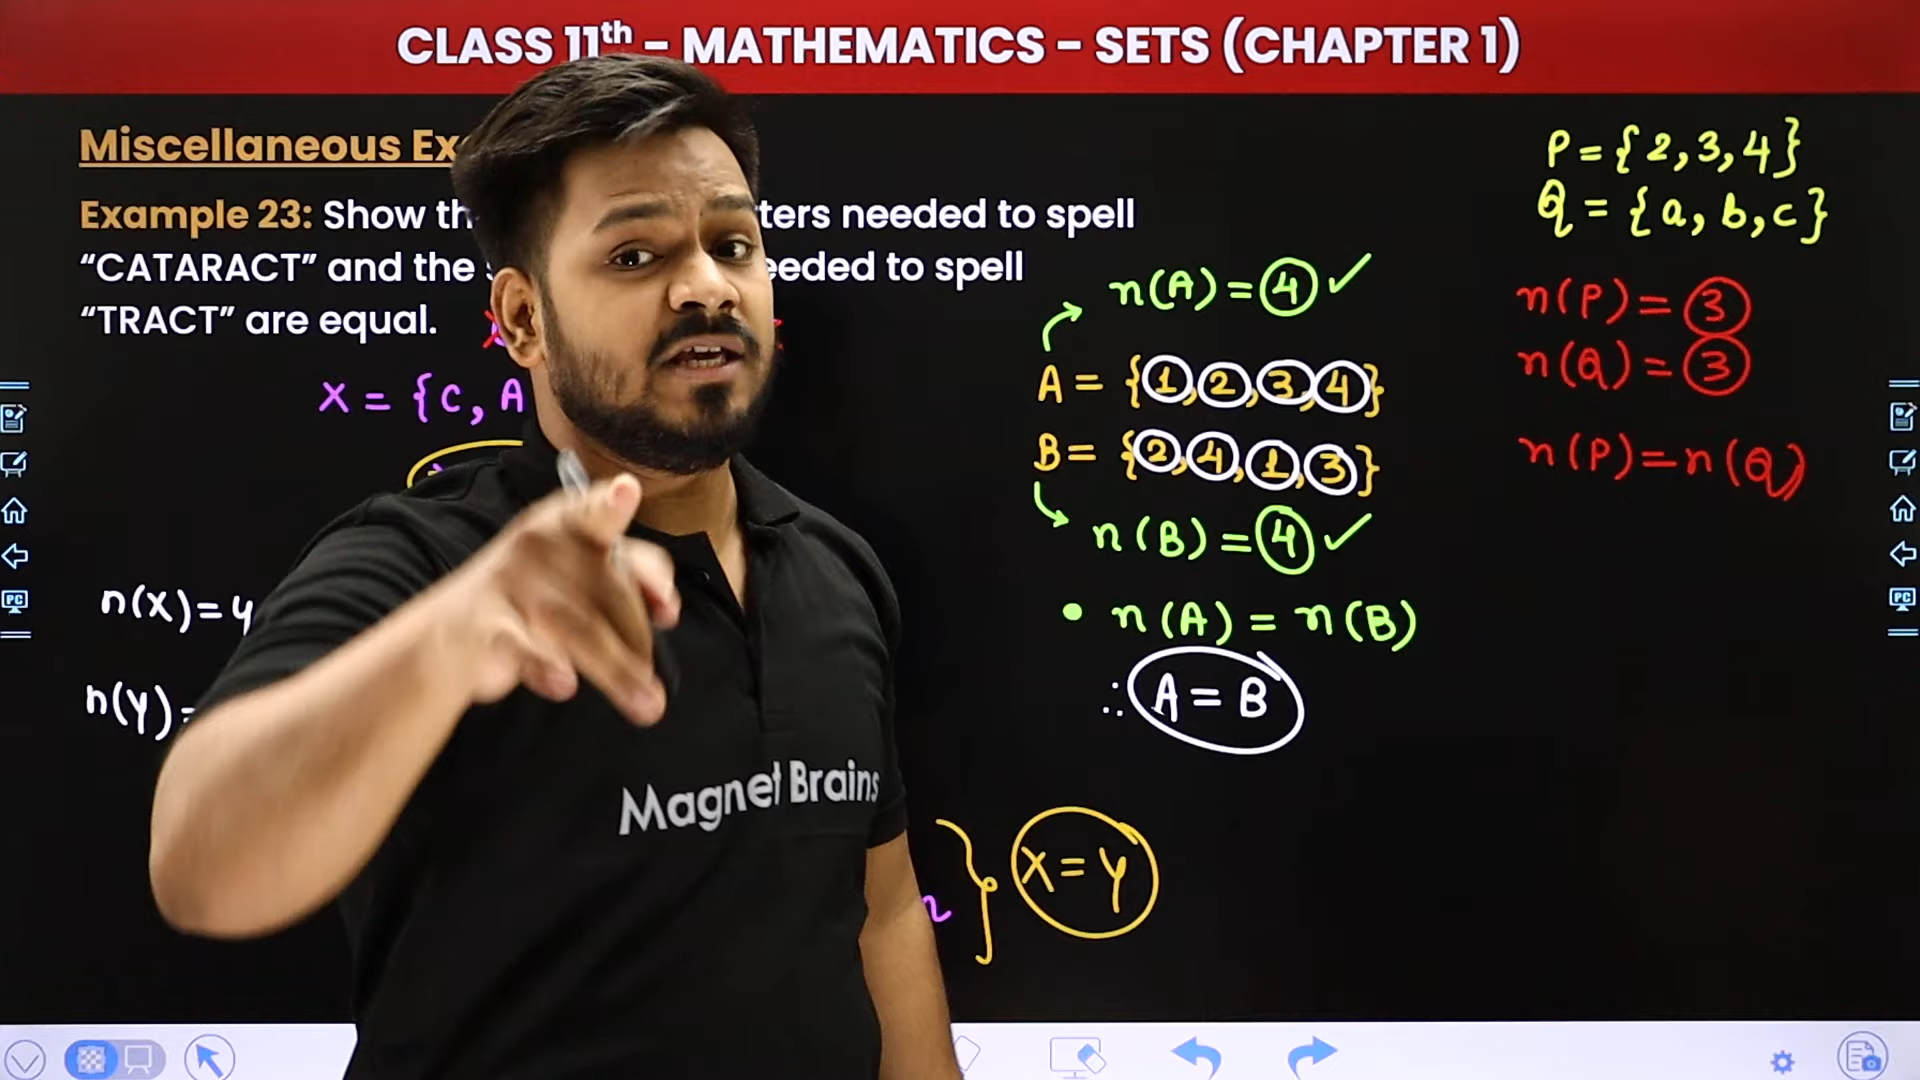 CLASS 11th - MATHEMATICS - SETS (CHAPTER 1)
Miscellaneous Ex
Example 23: Show th ters needed to spell
“CATARACT” and the eeded to spell
“TRACT” are equal.
X = {C, A
n(X)=4
n(Y)=
n(A)=4 ✓
A = {1,2,3,4}
B = {2,4,1,3}
n(B)=4 ✓
• n(A) = n(B)
∴ A = B
X = Y
P = {2,3,4}
Q = {a, b, c}
n(P)=3
n(Q)=3
n(P)=n(Q)
Magnet Brains
PC
PC